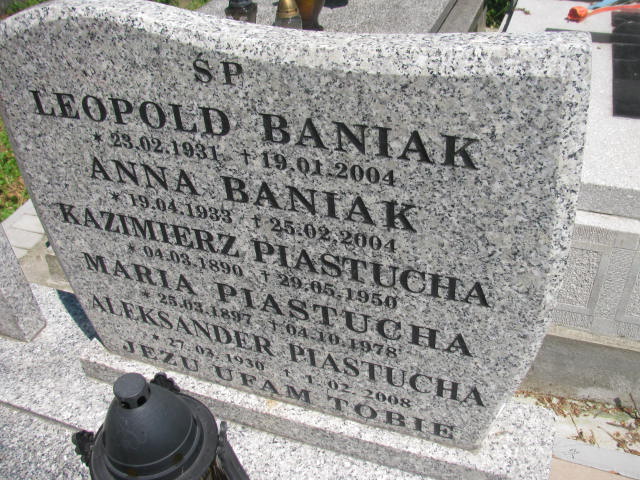 SP
LEOPOLD BANIAK
* 23.02.1931 † 19.01.2004
ANNA BANIAK
* 19.04.1933 † 25.02.2004
KAZIMIERZ PIASTUCHA
* 04.03.1890 † 29.05.1950
MARIA PIASTUCHA
* 25.03.1897 † 04.10.1978
ALEKSANDER PIASTUCHA
* 27.02.1930 † 1.02.2008
JEZU UFAM TOBIE